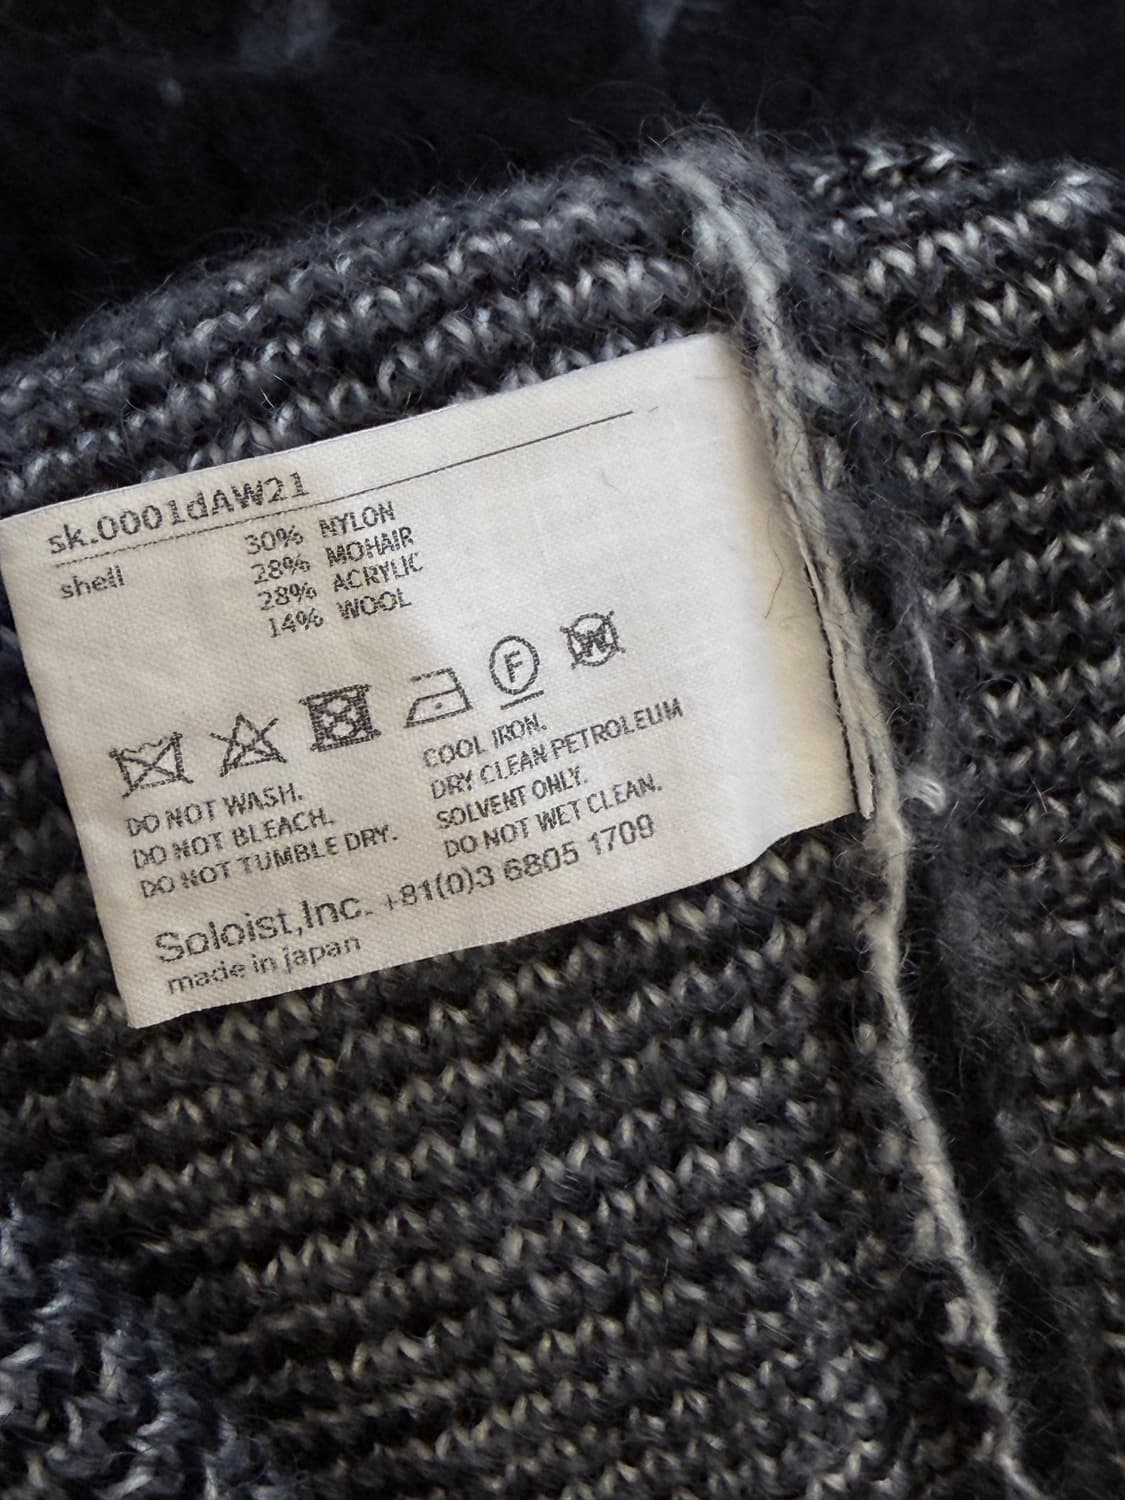 sk.0001dAW21
shell
30% NYLON
28% MOHAIR
28% ACRYLIC
14% WOOL
F
W
DO NOT WASH.
DO NOT BLEACH.
DO NOT TUMBLE DRY.
COOL IRON.
DRY CLEAN PETROLEUM
SOLVENT ONLY.
DO NOT WET CLEAN.
Soloist,Inc. +81(0)3 6805 1709
made in japan